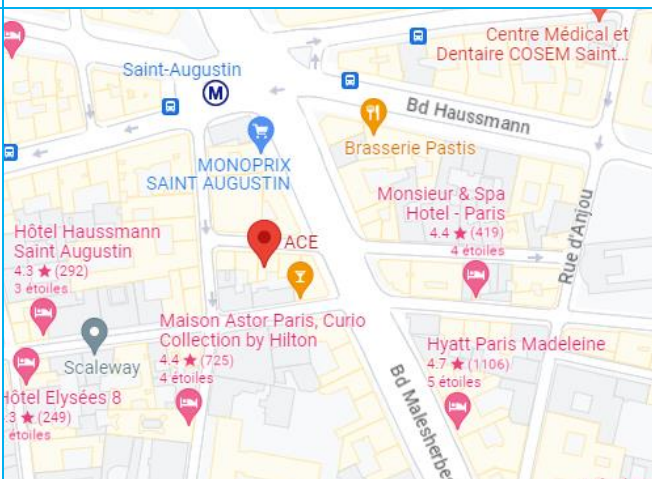 Centre Médical et
Dentaire COSEM Saint...
Saint-Augustin
M
Bd Haussmann
Brasserie Pastis
MONOPRIX
SAINT AUGUSTIN
Monsieur & Spa
Hotel - Paris
4.4 ★ (419)
4 étoiles
Rue d'Anjou
Hôtel Haussmann
Saint Augustin
4.3 ★ (292)
3 étoiles
ACE
Maison Astor Paris, Curio
Collection by Hilton
4.4 ★ (725)
4 étoiles
Hyatt Paris Madeleine
4.7 ★ (1106)
5 étoiles
Scaleway
Hôtel Elysées 8
.3 ★ (249)
étoiles
Bd Malesherbe